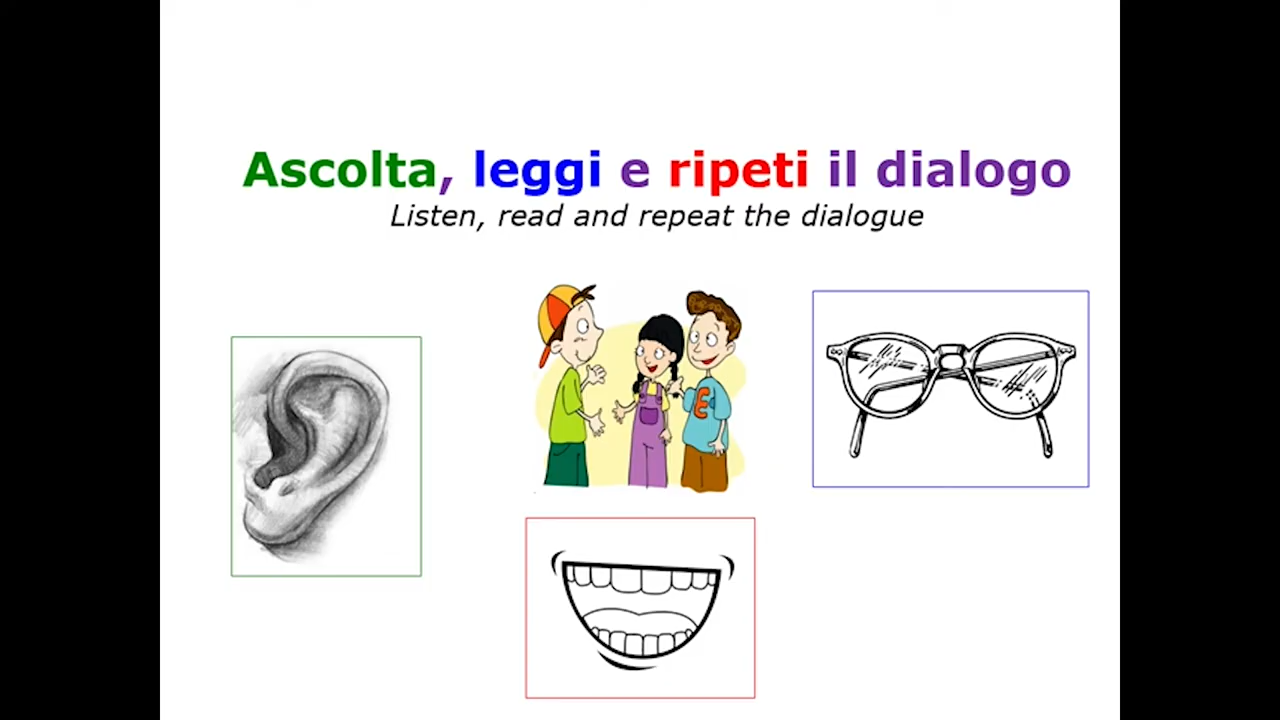 Ascolta, leggi e ripeti il dialogo
Listen, read and repeat the dialogue
E